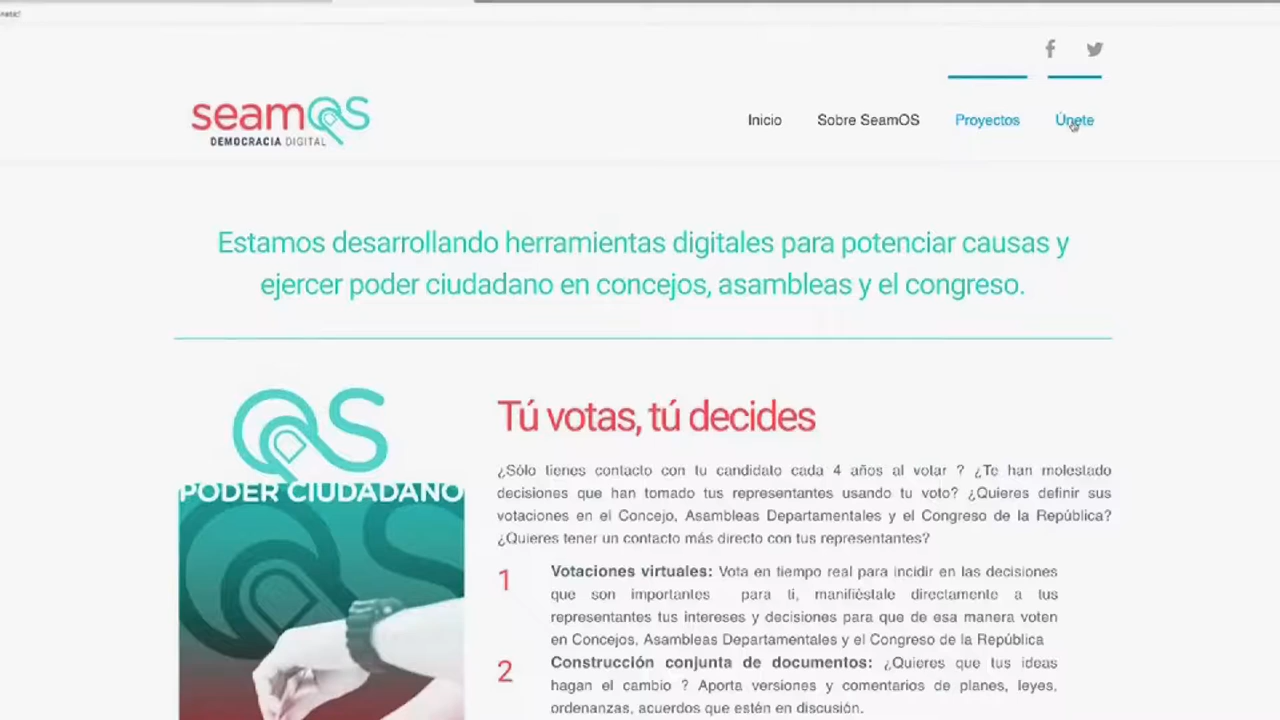 seamOS
DEMOCRACIA DIGITAL
Inicio
Sobre SeamOS
Proyectos
Únete
Estamos desarrollando herramientas digitales para potenciar causas y
ejercer poder ciudadano en concejos, asambleas y el congreso.
OS
PODER CIUDADANO
Tú votas, tú decides
¿Sólo tienes contacto con tu candidato cada 4 años al votar ? ¿Te han molestado
decisiones que han tomado tus representantes usando tu voto? ¿Quieres definir sus
votaciones en el Concejo, Asambleas Departamentales y el Congreso de la República?
¿Quieres tener un contacto más directo con tus representantes?
1 Votaciones virtuales: Vota en tiempo real para incidir en las decisiones
que son importantes para ti, manifiéstale directamente a tus
representantes tus intereses y decisiones para que de esa manera voten
en Concejos, Asambleas Departamentales y el Congreso de la República
2 Construcción conjunta de documentos: ¿Quieres que tus ideas
hagan el cambio ? Aporta versiones y comentarios de planes, leyes,
ordenanzas, acuerdos que estén en discusión.